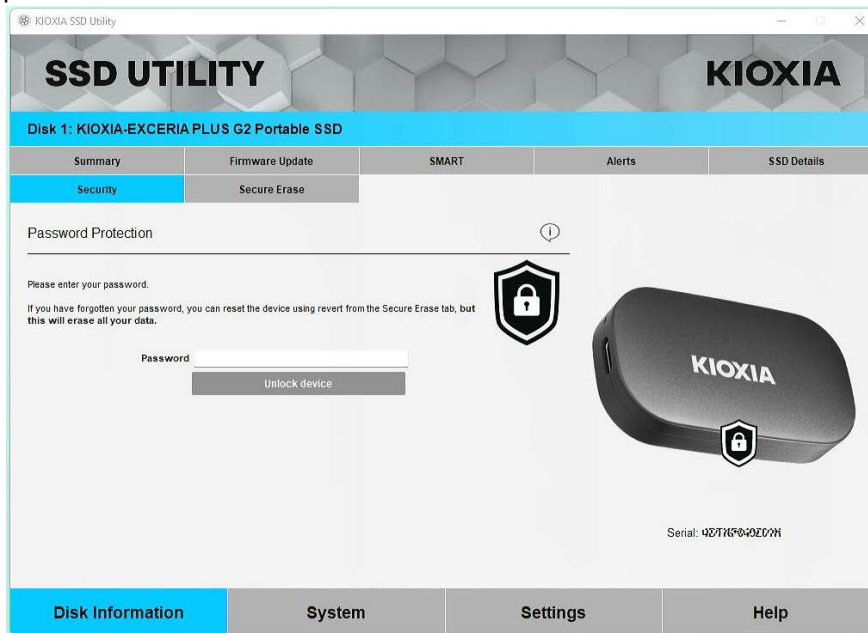 KIOXIA SSD Utility
SSD UTILITY
KIOXIA
Disk 1: KIOXIA-EXCERIA PLUS G2 Portable SSD
Summary
Firmware Update
SMART
Alerts
SSD Details
Security
Secure Erase
Password Protection
Please enter your password.
If you have forgotten your password, you can reset the device using revert from the Secure Erase tab, but
this will erase all your data.
Password
Unlock device
KIOXIA
Serial:
Disk Information
System
Settings
Help